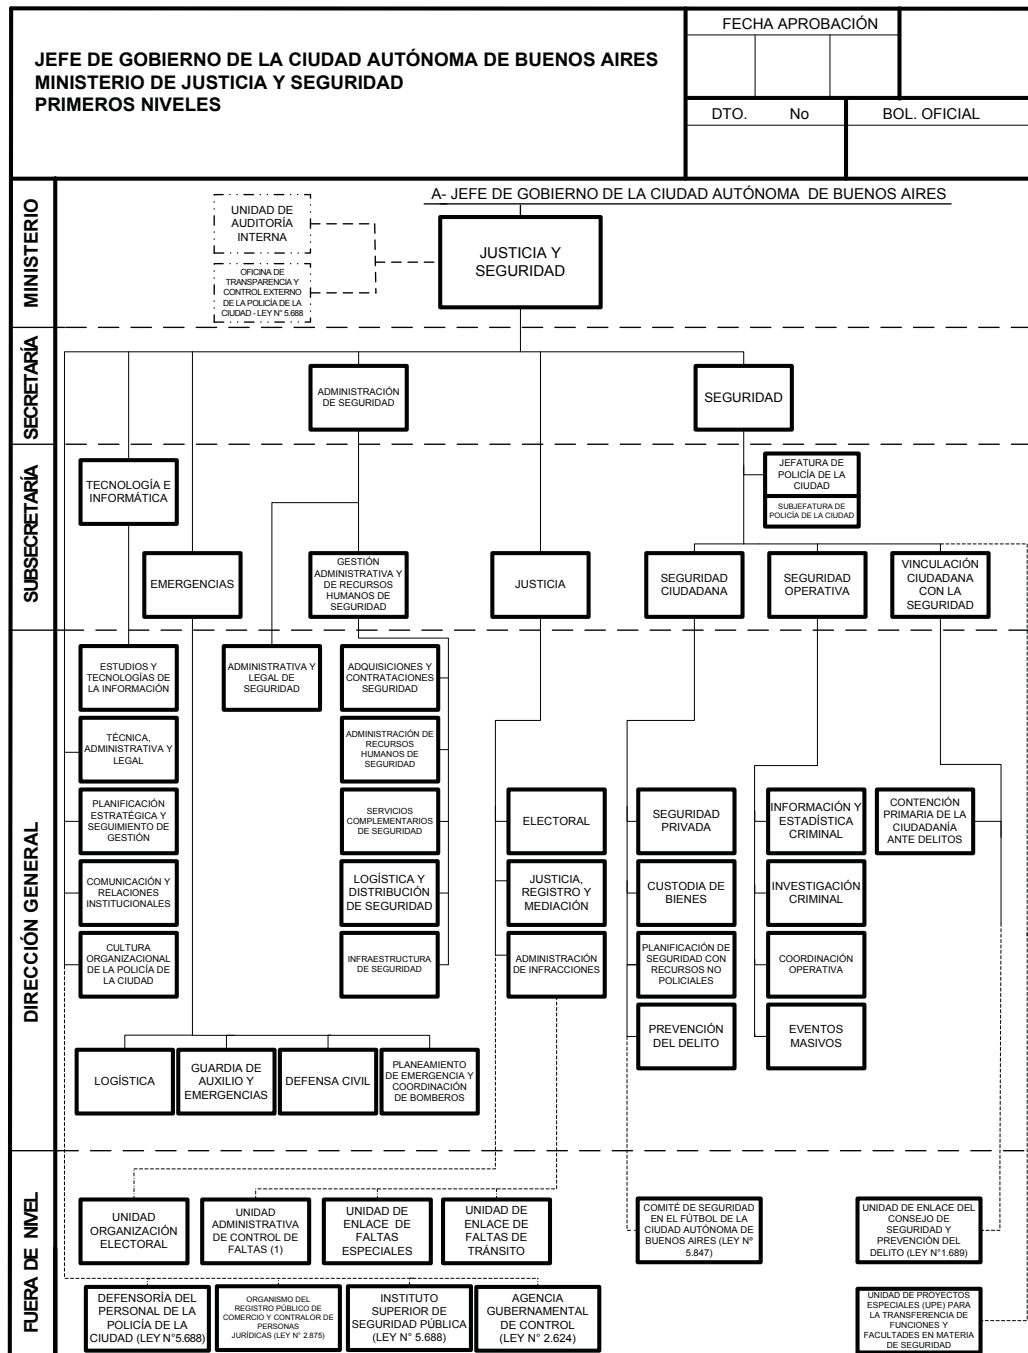 JEFE DE GOBIERNO DE LA CIUDAD AUTÓNOMA DE BUENOS AIRES
MINISTERIO DE JUSTICIA Y SEGURIDAD
PRIMEROS NIVELES
FECHA APROBACIÓN
DTO. No
BOL. OFICIAL
MINISTERIO
A- JEFE DE GOBIERNO DE LA CIUDAD AUTÓNOMA DE BUENOS AIRES
UNIDAD DE
AUDITORÍA
INTERNA
JUSTICIA Y
SEGURIDAD
OFICINA DE
TRANSPARENCIA Y
CONTROL EXTERNO
DE LA POLICÍA DE LA
CIUDAD - LEY N° 5.688
SECRETARÍA
ADMINISTRACIÓN
DE SEGURIDAD
SEGURIDAD
SUBSECRETARÍA
TECNOLOGÍA E
INFORMÁTICA
JEFATURA DE
POLICÍA DE LA
CIUDAD
SUBJEFATURA DE
POLICÍA DE LA CIUDAD
EMERGENCIAS
GESTIÓN
ADMINISTRATIVA Y
DE RECURSOS
HUMANOS DE
SEGURIDAD
JUSTICIA
SEGURIDAD
CIUDADANA
SEGURIDAD
OPERATIVA
VINCULACIÓN
CIUDADANA
CON LA
SEGURIDAD
DIRECCIÓN GENERAL
ESTUDIOS Y
TECNOLOGÍAS DE
LA INFORMACIÓN
ADMINISTRATIVA Y
LEGAL DE
SEGURIDAD
ADQUISICIONES Y
CONTRATACIONES
SEGURIDAD
TÉCNICA,
ADMINISTRATIVA Y
LEGAL
ADMINISTRACIÓN DE
RECURSOS
HUMANOS DE
SEGURIDAD
PLANIFICACIÓN
ESTRATÉGICA Y
SEGUIMIENTO DE
GESTIÓN
SERVICIOS
COMPLEMENTARIOS
DE SEGURIDAD
ELECTORAL
SEGURIDAD
PRIVADA
INFORMACIÓN Y
ESTADÍSTICA
CRIMINAL
CONTENCIÓN
PRIMARIA DE LA
CIUDADANÍA
ANTE DELITOS
COMUNICACIÓN Y
RELACIONES
INSTITUCIONALES
LOGÍSTICA Y
DISTRIBUCIÓN
DE SEGURIDAD
JUSTICIA,
REGISTRO Y
MEDIACIÓN
CUSTODIA DE
BIENES
INVESTIGACIÓN
CRIMINAL
CULTURA
ORGANIZACIONAL
DE LA POLICÍA DE
LA CIUDAD
INFRAESTRUCTURA
DE SEGURIDAD
ADMINISTRACIÓN
DE INFRACCIONES
PLANIFICACIÓN DE
SEGURIDAD CON
RECURSOS NO
POLICIALES
COORDINACIÓN
OPERATIVA
PREVENCIÓN
DEL DELITO
EVENTOS
MASIVOS
LOGÍSTICA
GUARDIA DE
AUXILIO Y
EMERGENCIAS
DEFENSA CIVIL
PLANEAMIENTO
DE EMERGENCIA Y
COORDINACIÓN
DE BOMBEROS
FUERA DE NIVEL
UNIDAD
ORGANIZACIÓN
ELECTORAL
UNIDAD
ADMINISTRATIVA
DE CONTROL DE
FALTAS (1)
UNIDAD DE
ENLACE DE
FALTAS
ESPECIALES
UNIDAD DE
ENLACE DE
FALTAS DE
TRÁNSITO
COMITÉ DE SEGURIDAD
EN EL FÚTBOL DE LA
CIUDAD AUTÓNOMA DE
BUENOS AIRES (LEY Nº
5.847)
UNIDAD DE ENLACE DEL
CONSEJO DE
SEGURIDAD Y
PREVENCIÓN DEL
DELITO (LEY N°1.689)
DEFENSORÍA DEL
PERSONAL DE LA
POLICÍA DE LA
CIUDAD (LEY N°5.688)
ORGANISMO DEL
REGISTRO PÚBLICO DE
COMERCIO Y CONTRALOR DE
PERSONAS
JURÍDICAS (LEY N° 2.875)
INSTITUTO
SUPERIOR DE
SEGURIDAD PÚBLICA
(LEY N° 5.688)
AGENCIA
GUBERNAMENTAL
DE CONTROL
(LEY N° 2.624)
UNIDAD DE PROYECTOS
ESPECIALES (UPE) PARA
LA TRANSFERENCIA DE
FUNCIONES Y
FACULTADES EN MATERIA
DE SEGURIDAD